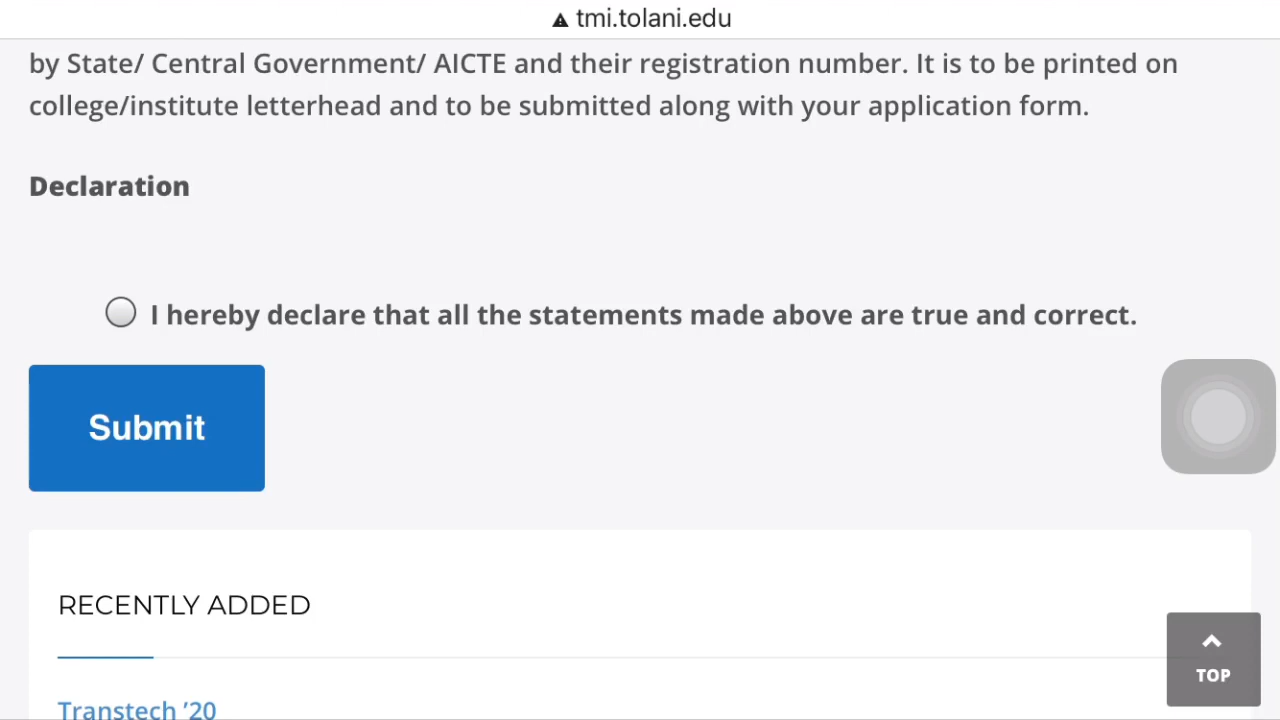 tmi.tolani.edu
by State/ Central Government/ AICTE and their registration number. It is to be printed on
college/institute letterhead and to be submitted along with your application form.
Declaration
I hereby declare that all the statements made above are true and correct.
Submit
RECENTLY ADDED
TOP
Transtech ’20